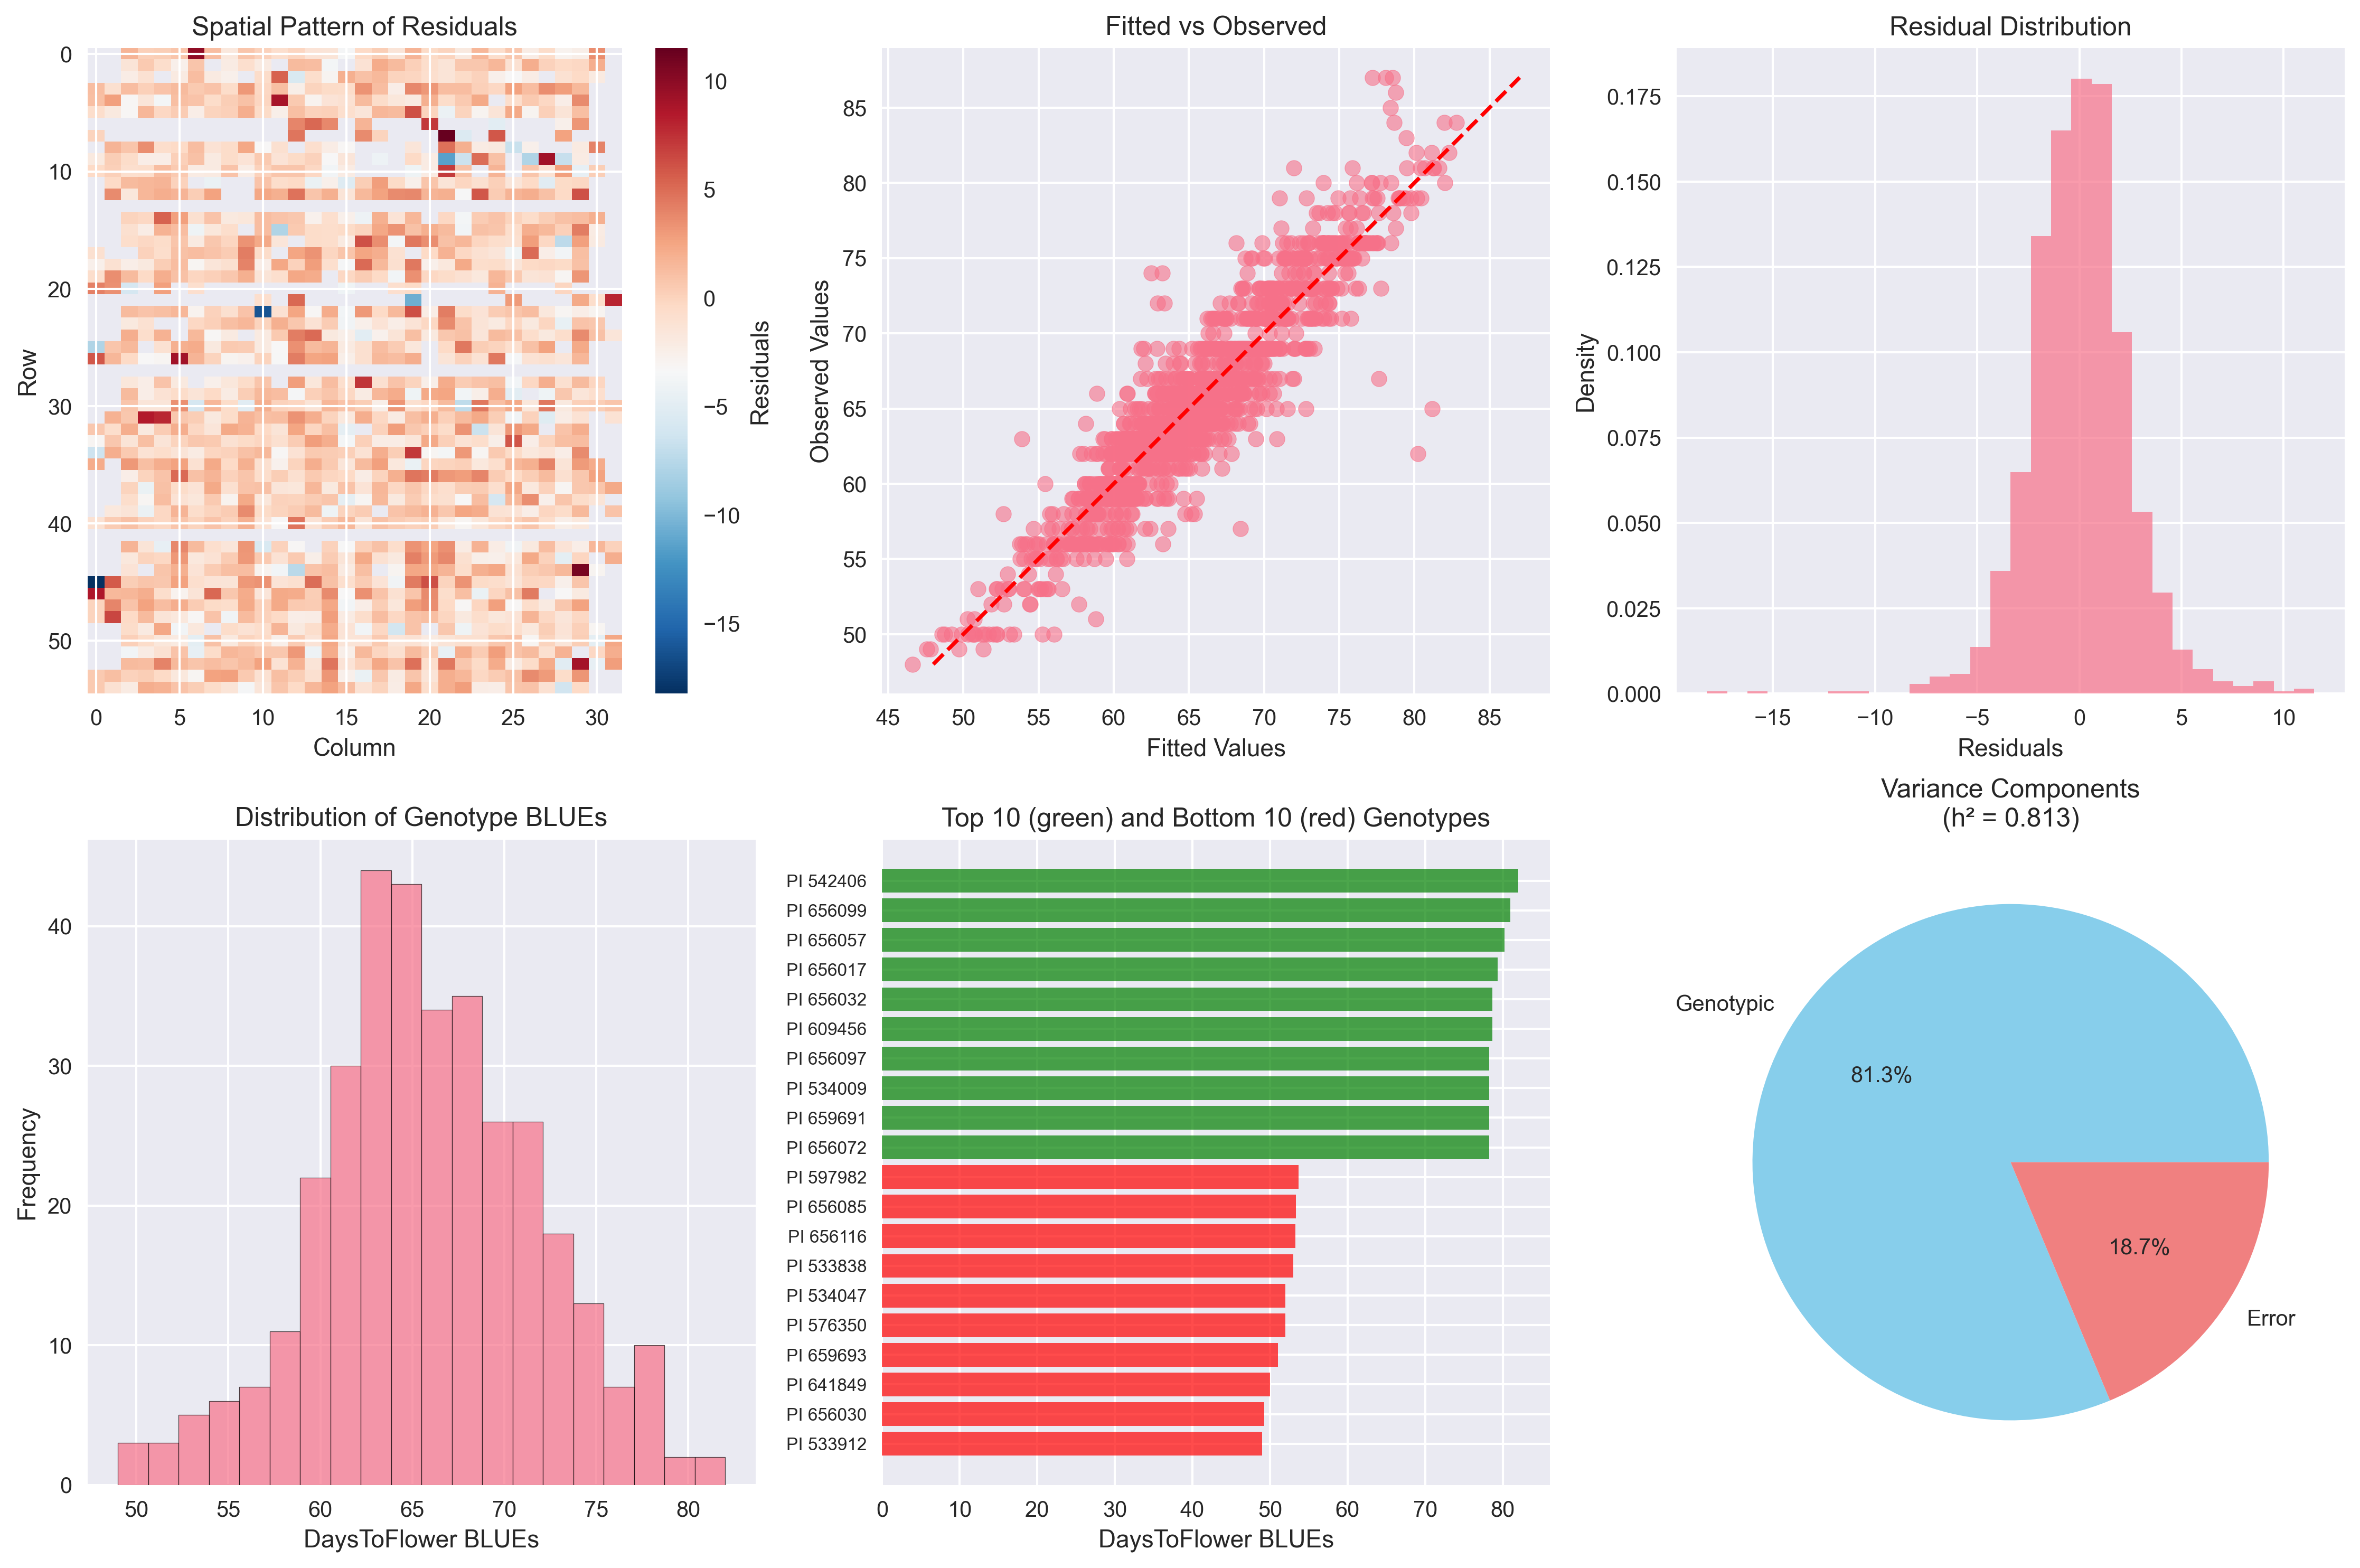 Spatial Pattern of Residuals
0
10
20
30
40
50
Row
0
5
10
15
20
25
30
Column
10
5
0
−5
−10
−15
Residuals
Fitted vs Observed
85
80
75
70
65
60
55
50
Observed Values
45
50
55
60
65
70
75
80
85
Fitted Values
Residual Distribution
0.175
0.150
0.125
0.100
0.075
0.050
0.025
0.000
Density
−15
−10
−5
0
5
10
Residuals
Distribution of Genotype BLUEs
40
30
20
10
0
Frequency
50
55
60
65
70
75
80
DaysToFlower BLUEs
Top 10 (green) and Bottom 10 (red) Genotypes
PI 542406
PI 656099
PI 656057
PI 656017
PI 656032
PI 609456
PI 656097
PI 534009
PI 659691
PI 656072
PI 597982
PI 656085
PI 656116
PI 533838
PI 534047
PI 576350
PI 659693
PI 641849
PI 656030
PI 533912
0
10
20
30
40
50
60
70
80
DaysToFlower BLUEs
Variance Components
(h² = 0.813)
Genotypic
81.3%
18.7%
Error